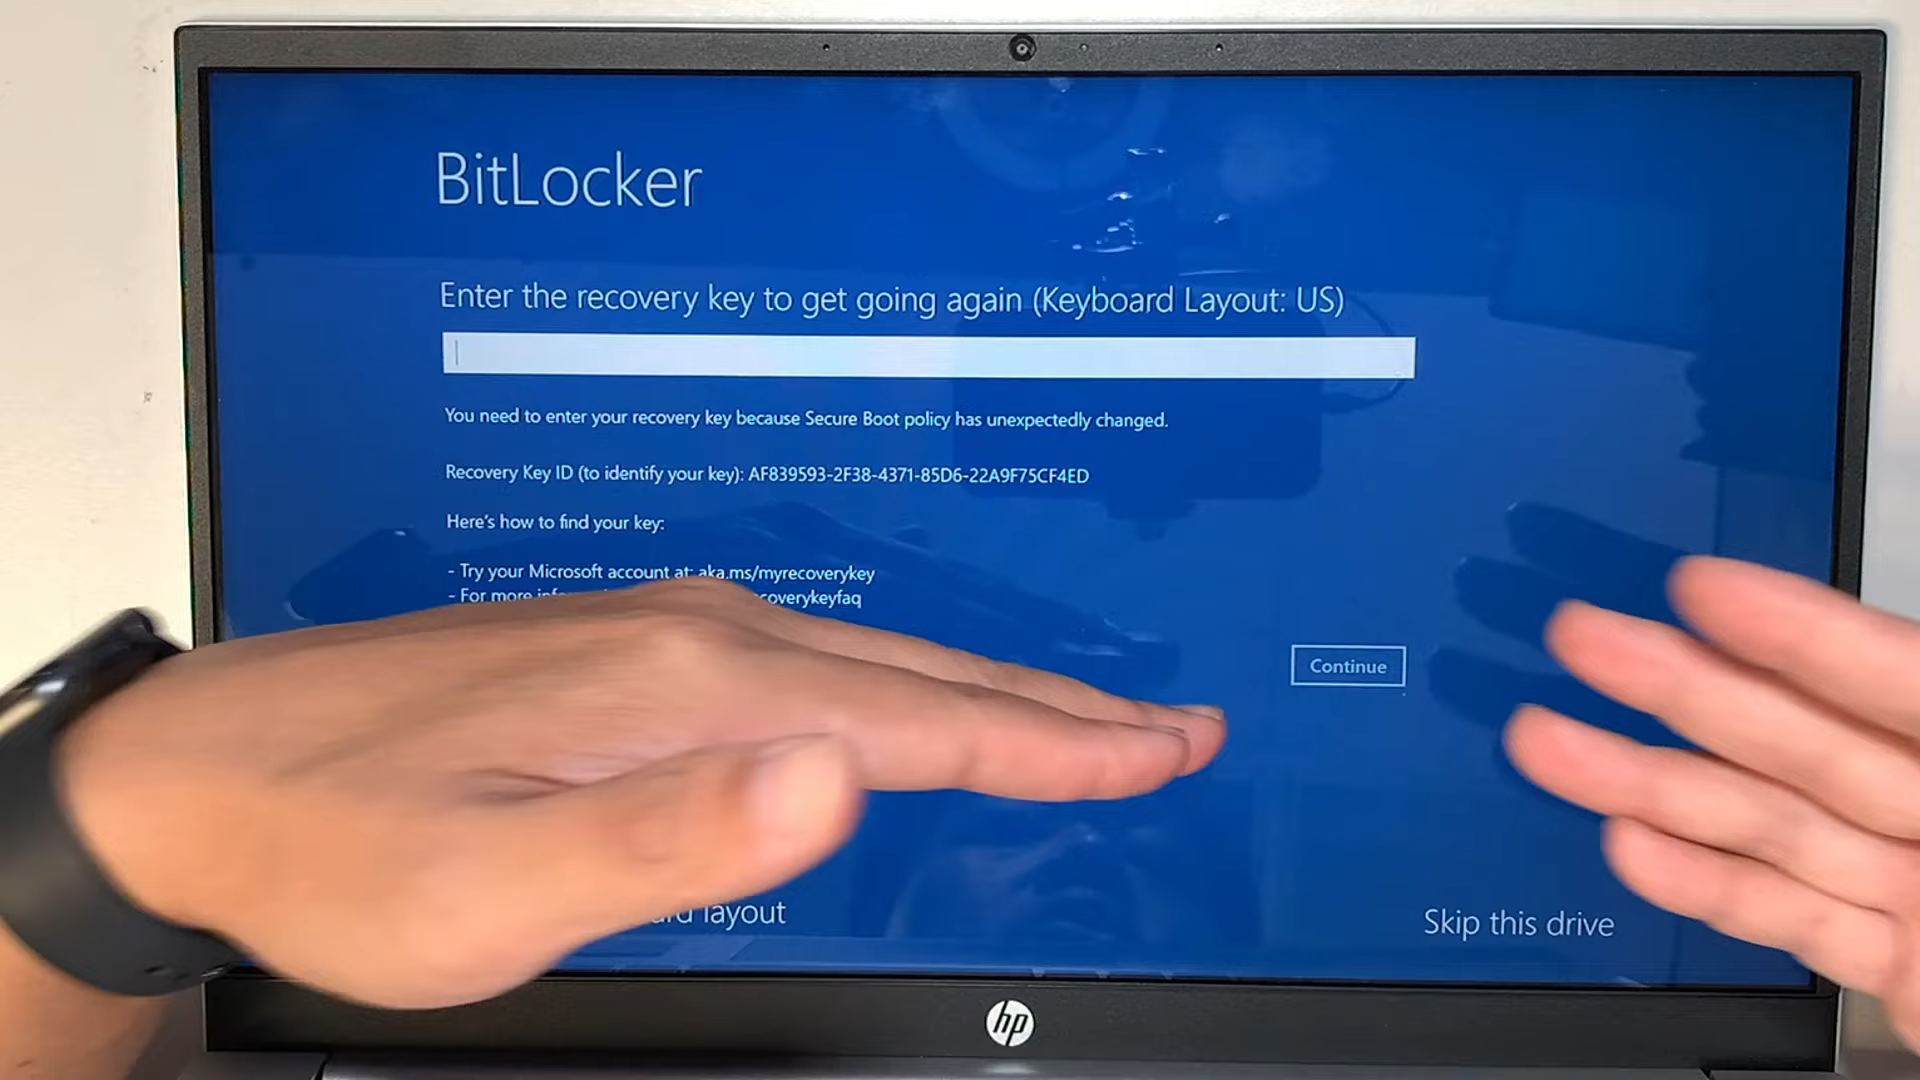 BitLocker
Enter the recovery key to get going again (Keyboard Layout: US)
You need to enter your recovery key because Secure Boot policy has unexpectedly changed.
Recovery Key ID (to identify your key): AF839593-2F38-4371-85D6-22A9F75CF4ED
Here's how to find your key:
- Try your Microsoft account at: aka.ms/myrecoverykey
- For more coverykeyfaq
Continue
layout
Skip this drive
hp